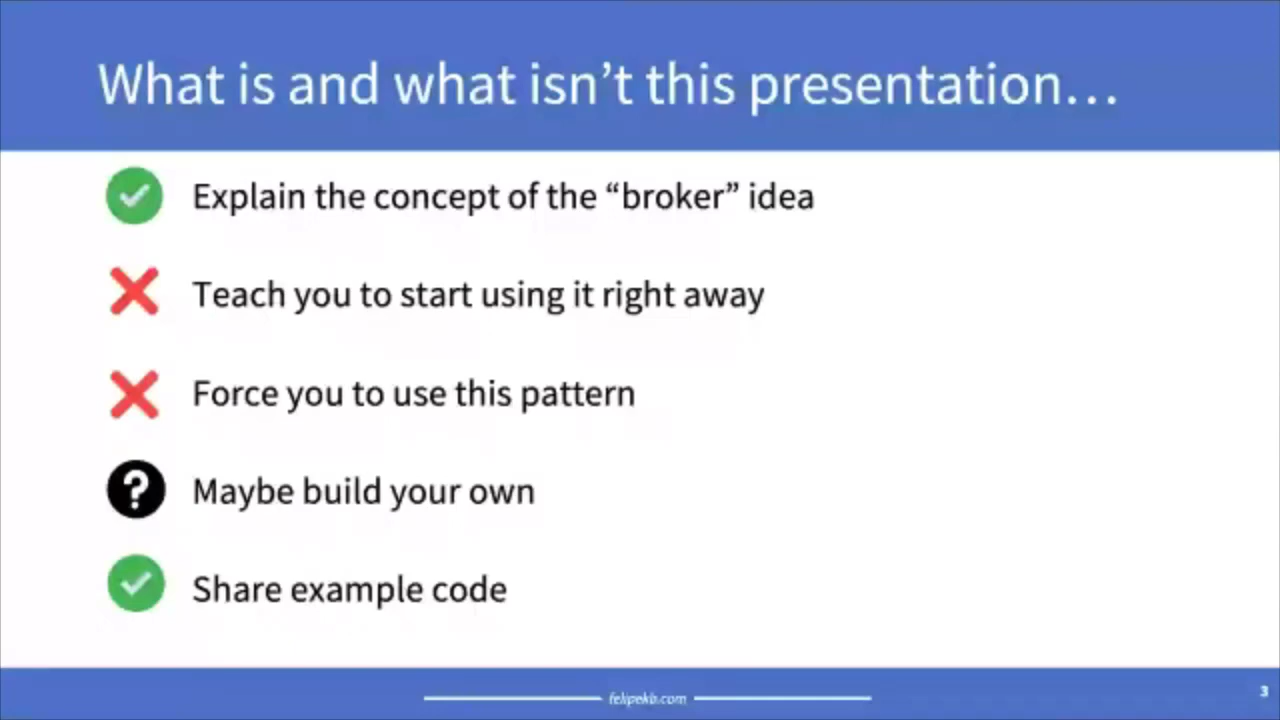 What is and what isn’t this presentation…
Explain the concept of the “broker” idea
Teach you to start using it right away
Force you to use this pattern
Maybe build your own
Share example code
felipekb.com
3